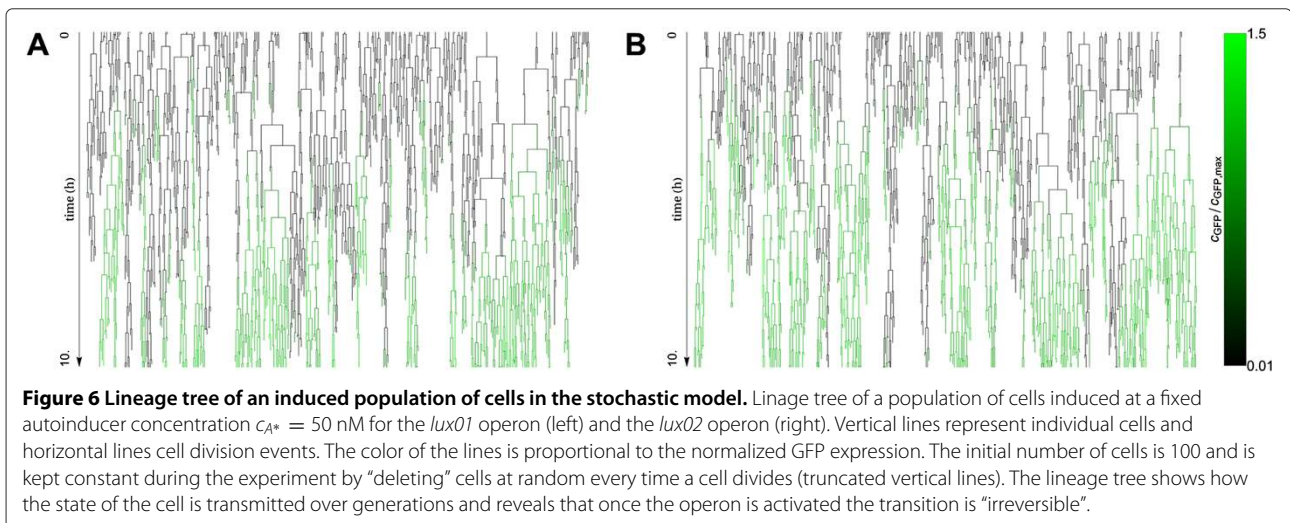 A
B
0
0
1.5
time (h)
time (h)
cGFP / cGFP,max
10.
10.
0.01
Figure 6 Lineage tree of an induced population of cells in the stochastic model. Linage tree of a population of cells induced at a fixed
autoinducer concentration cA* = 50 nM for the lux01 operon (left) and the lux02 operon (right). Vertical lines represent individual cells and
horizontal lines cell division events. The color of the lines is proportional to the normalized GFP expression. The initial number of cells is 100 and is
kept constant during the experiment by “deleting” cells at random every time a cell divides (truncated vertical lines). The lineage tree shows how
the state of the cell is transmitted over generations and reveals that once the operon is activated the transition is “irreversible”.